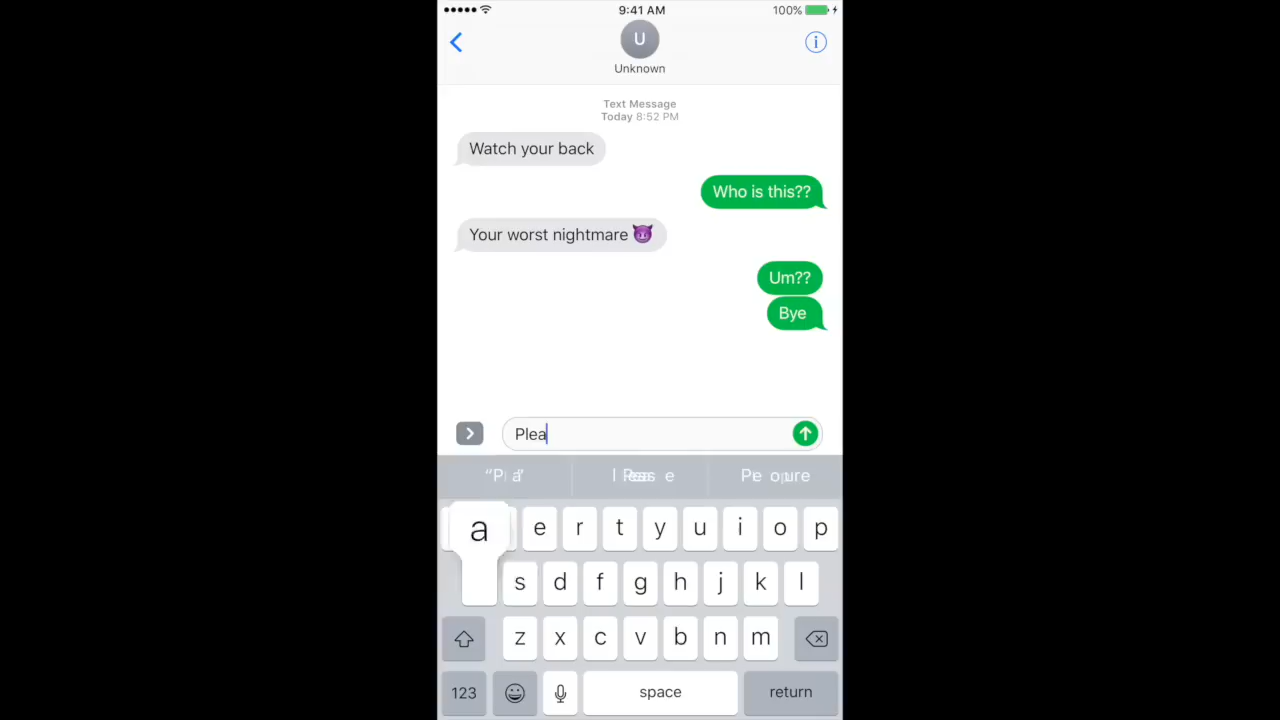 9:41 AM
100%
U
Unknown
Text Message
Today 8:52 PM
Watch your back
Who is this??
Your worst nightmare 😈
Um??
Bye
Plea
a e r t y u i o p
s d f g h j k l
z x c v b n m
123 space return